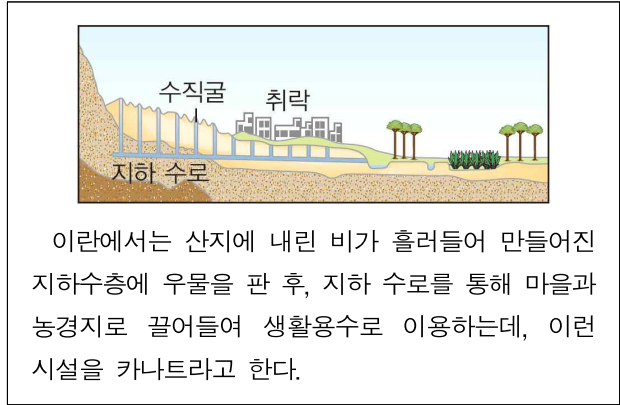 수직굴
취락
지하 수로
이란에서는 산지에 내린 비가 흘러들어 만들어진
지하수층에 우물을 판 후, 지하 수로를 통해 마을과
농경지로 끌어들여 생활용수로 이용하는데, 이런
시설을 카나트라고 한다.